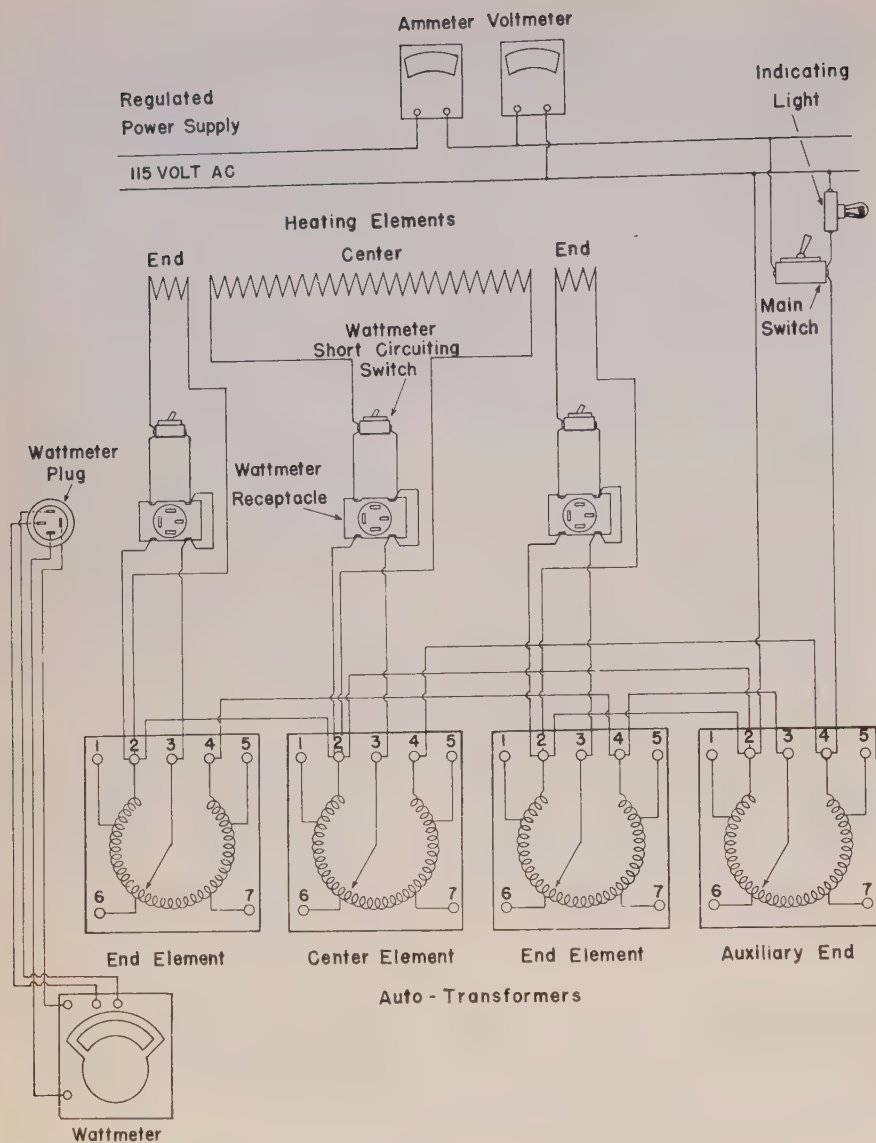 Ammeter Voltmeter
Indicating
Light
Regulated
Power Supply
115 VOLT AC
Heating Elements
End
Center
End
Main
Switch
Wattmeter
Short Circuiting
Switch
Wattmeter
Plug
Wattmeter
Receptacle
1 2 3 4 5
1 2 3 4 5
1 2 3 4 5
1 2 3 4 5
6 7
6 7
6 7
6 7
End Element
Center Element
End Element
Auxiliary End
Auto - Transformers
Wattmeter